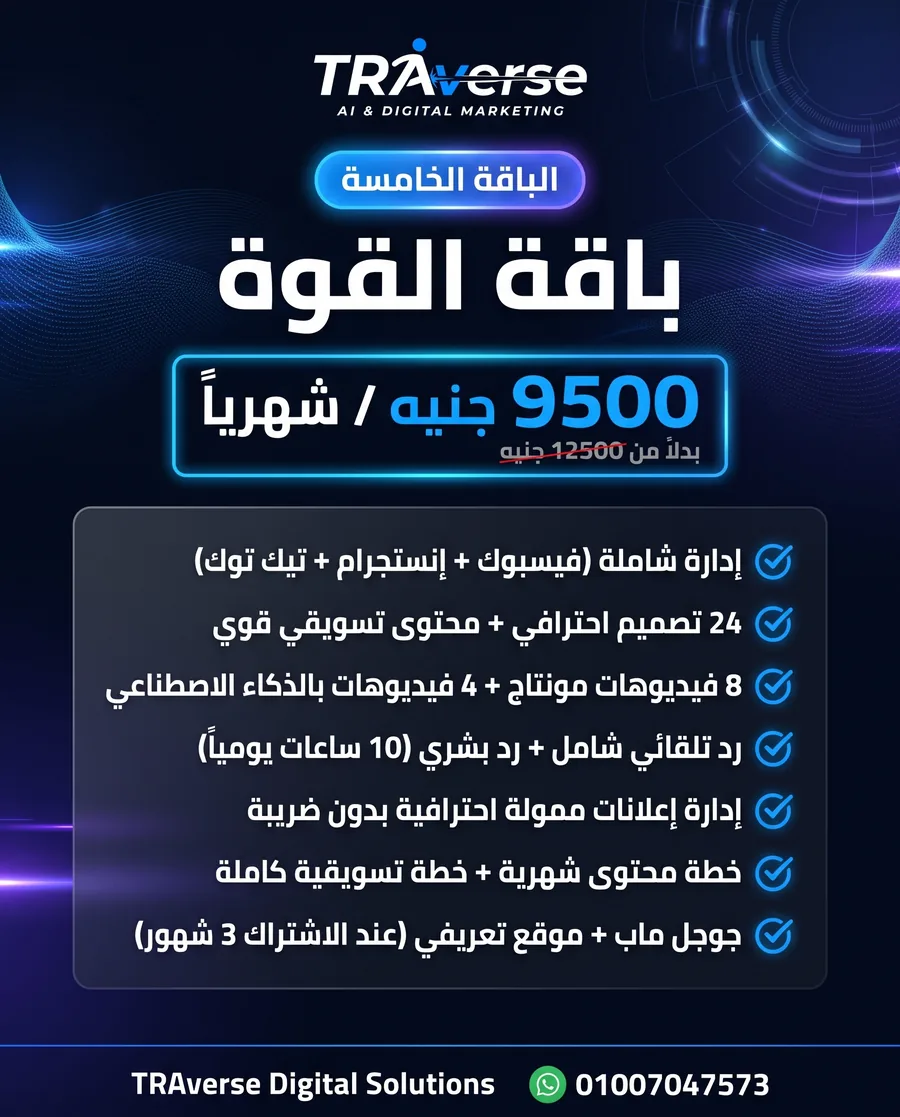 TRAverse
AI & DIGITAL MARKETING
الباقة الخامسة
باقة القوة
9500 جنيه / شهرياً
بدلاً من 12500 جنيه
إدارة شاملة (فيسبوك + إنستجرام + تيك توك)
24 تصميم احترافي + محتوى تسويقي قوي
8 فيديوهات مونتاج + 4 فيديوهات بالذكاء الاصطناعي
رد تلقائي شامل + رد بشري (10 ساعات يومياً)
إدارة إعلانات ممولة احترافية بدون ضريبة
خطة محتوى شهرية + خطة تسويقية كاملة
جوجل ماب + موقع تعريفي (عند الاشتراك 3 شهور)
TRAverse Digital Solutions 01007047573